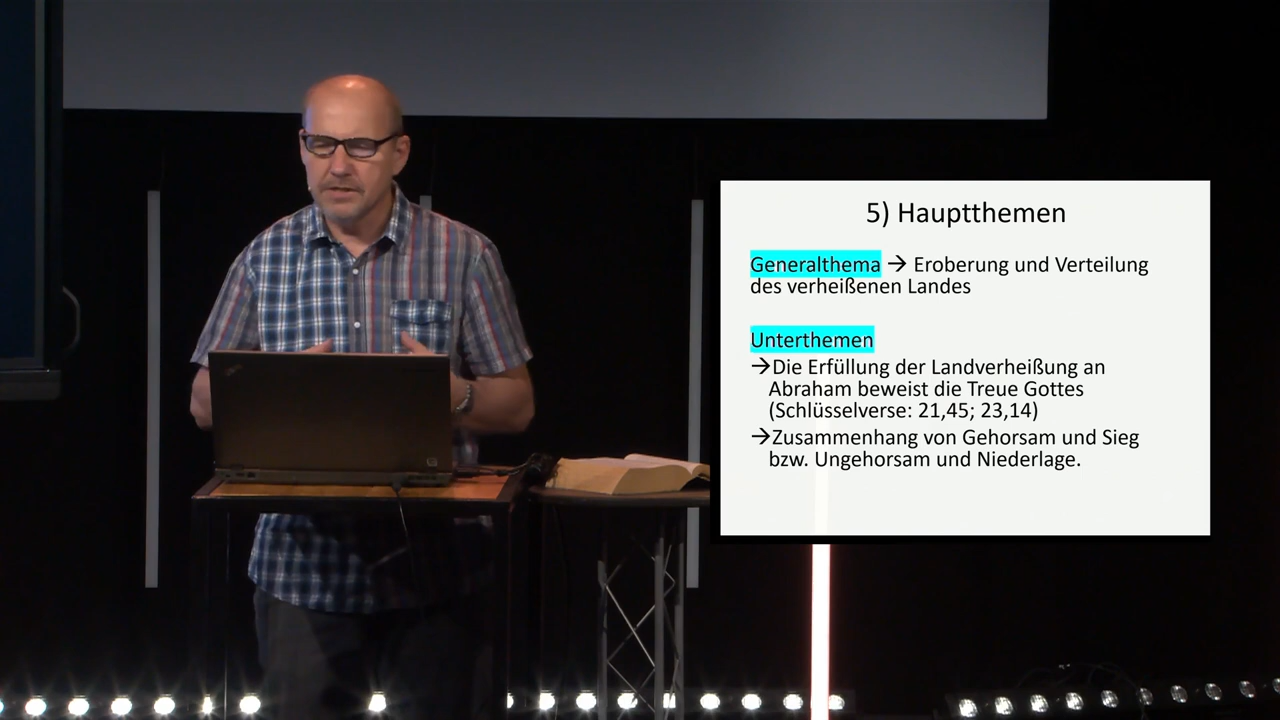 5) Hauptthemen
Generalthema → Eroberung und Verteilung
des verheißenen Landes
Unterthemen
→Die Erfüllung der Landverheißung an
Abraham beweist die Treue Gottes
(Schlüsselverse: 21,45; 23,14)
→Zusammenhang von Gehorsam und Sieg
bzw. Ungehorsam und Niederlage.